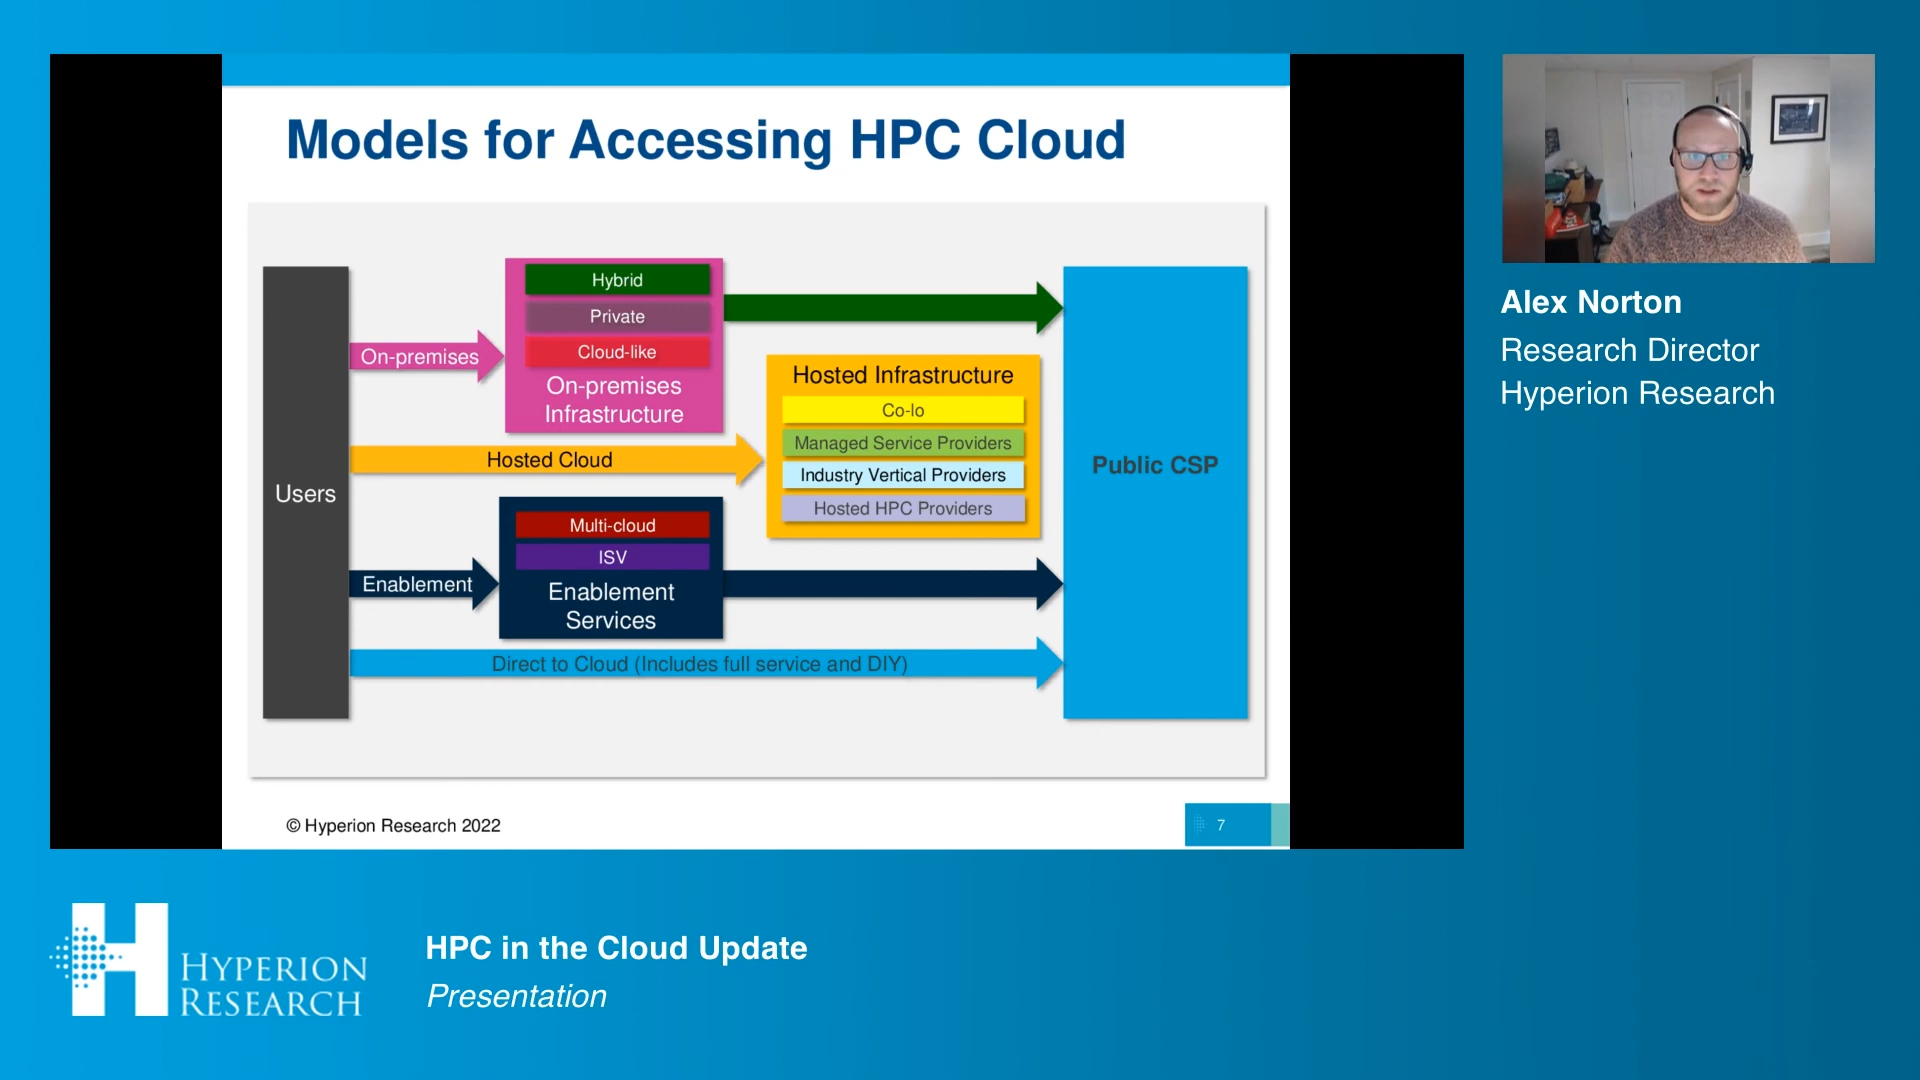 Models for Accessing HPC Cloud
Users
On-premises
Hybrid
Private
Cloud-like
On-premises
Infrastructure
Hosted Cloud
Hosted Infrastructure
Co-lo
Managed Service Providers
Industry Vertical Providers
Hosted HPC Providers
Enablement
Multi-cloud
ISV
Enablement
Services
Direct to Cloud (Includes full service and DIY)
Public CSP
© Hyperion Research 2022
7
Alex Norton
Research Director
Hyperion Research
HYPERION
RESEARCH
HPC in the Cloud Update
Presentation